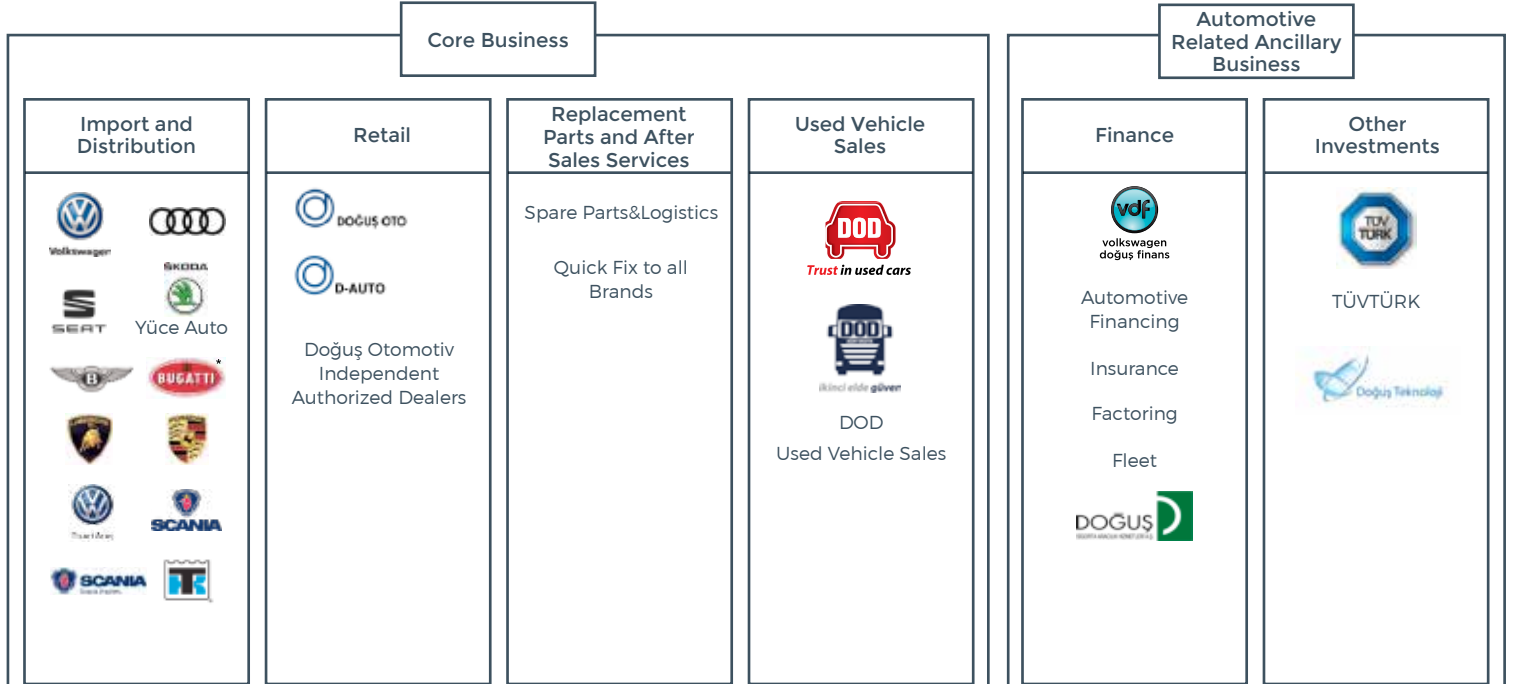 Core Business
Automotive
Related Ancillary
Business
Import and
Distribution
Volkswagen
SEAT
ŠKODA
Yüce Auto
B
BUGATTI*
SCANIA
SCANIA
TK
Retail
DOĞUŞ OTO
D-AUTO
Doğuş Otomotiv
Independent
Authorized Dealers
Replacement
Parts and After
Sales Services
Spare Parts&Logistics
Quick Fix to all
Brands
Used Vehicle
Sales
DOD
Trust in used cars
DOD
ikinci elde güven
DOD
Used Vehicle Sales
Finance
vdf
volkswagen
doğuş finans
Automotive
Financing
Insurance
Factoring
Fleet
DOĞUŞ
Other
Investments
TÜV
TÜRK
TÜVTÜRK
Doğuş Teknoloji